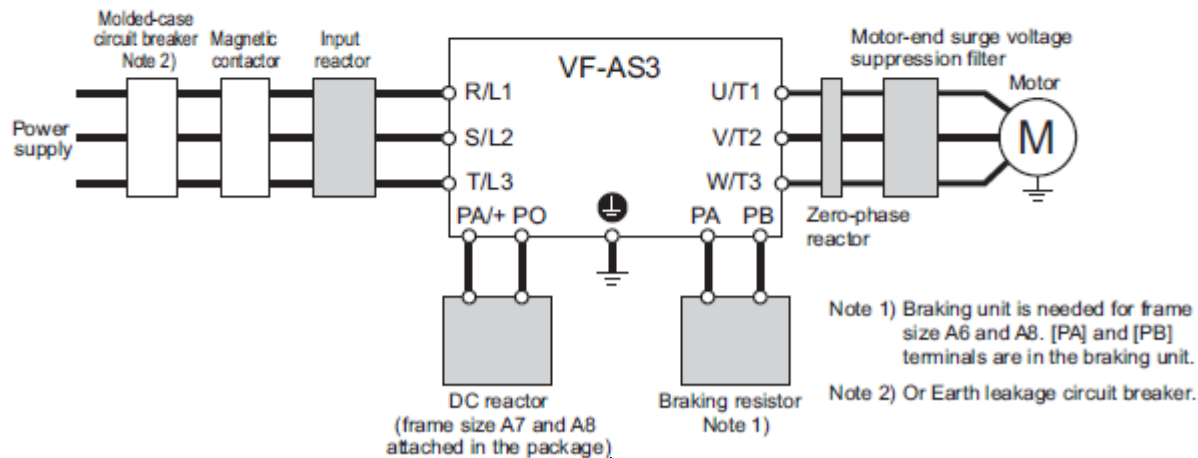 Molded-case
circuit breaker
Note 2)
Magnetic
contactor
Input
reactor
VF-AS3
Motor-end surge voltage
suppression filter
Motor
R/L1
U/T1
Power
supply
S/L2
V/T2
M
T/L3
W/T3
PA/+ PO
PA PB
Zero-phase
reactor
DC reactor
(frame size A7 and A8
attached in the package)
Braking resistor
Note 1)
Note 1) Braking unit is needed for frame
size A6 and A8. [PA] and [PB]
terminals are in the braking unit.
Note 2) Or Earth leakage circuit breaker.